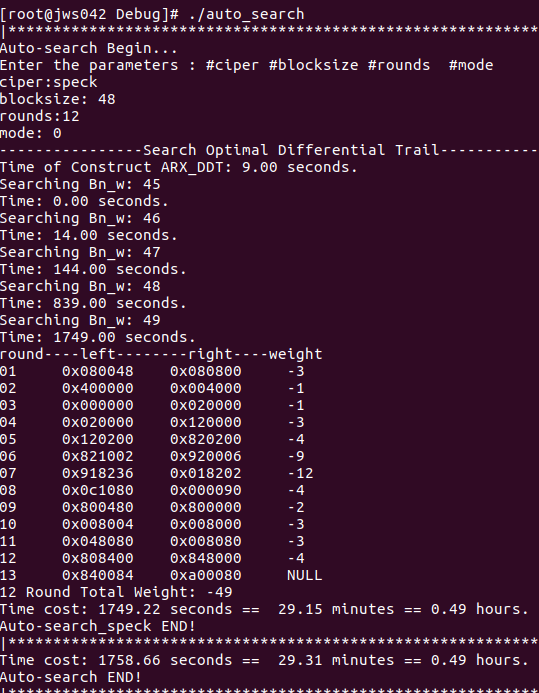 [root@jws042 Debug]# ./auto_search
|***************************************************************
Auto-search Begin...
Enter the parameters : #ciper #blocksize #rounds  #mode
ciper:speck
blocksize: 48
rounds:12
mode: 0
----------------Search Optimal Differential Trail-----------
Time of Construct ARX_DDT: 9.00 seconds.
Searching Bn_w: 45
Time: 0.00 seconds.
Searching Bn_w: 46
Time: 14.00 seconds.
Searching Bn_w: 47
Time: 144.00 seconds.
Searching Bn_w: 48
Time: 839.00 seconds.
Searching Bn_w: 49
Time: 1749.00 seconds.
round----left--------right----weight
01     0x080048    0x080800     -3
02     0x400000    0x004000     -1
03     0x000000    0x020000     -1
04     0x020000    0x120000     -3
05     0x120200    0x820200     -4
06     0x821002    0x920006     -9
07     0x918236    0x018202     -12
08     0x0c1080    0x000090     -4
09     0x800480    0x800000     -2
10     0x008004    0x008000     -3
11     0x048080    0x008080     -3
12     0x808400    0x848000     -4
13     0x840084    0xa00080     NULL
12 Round Total Weight: -49
Time cost: 1749.22 seconds ==  29.15 minutes == 0.49 hours.
Auto-search_speck END!
|***************************************************************
Time cost: 1758.66 seconds ==  29.31 minutes == 0.49 hours.
Auto-search END!
|***************************************************************